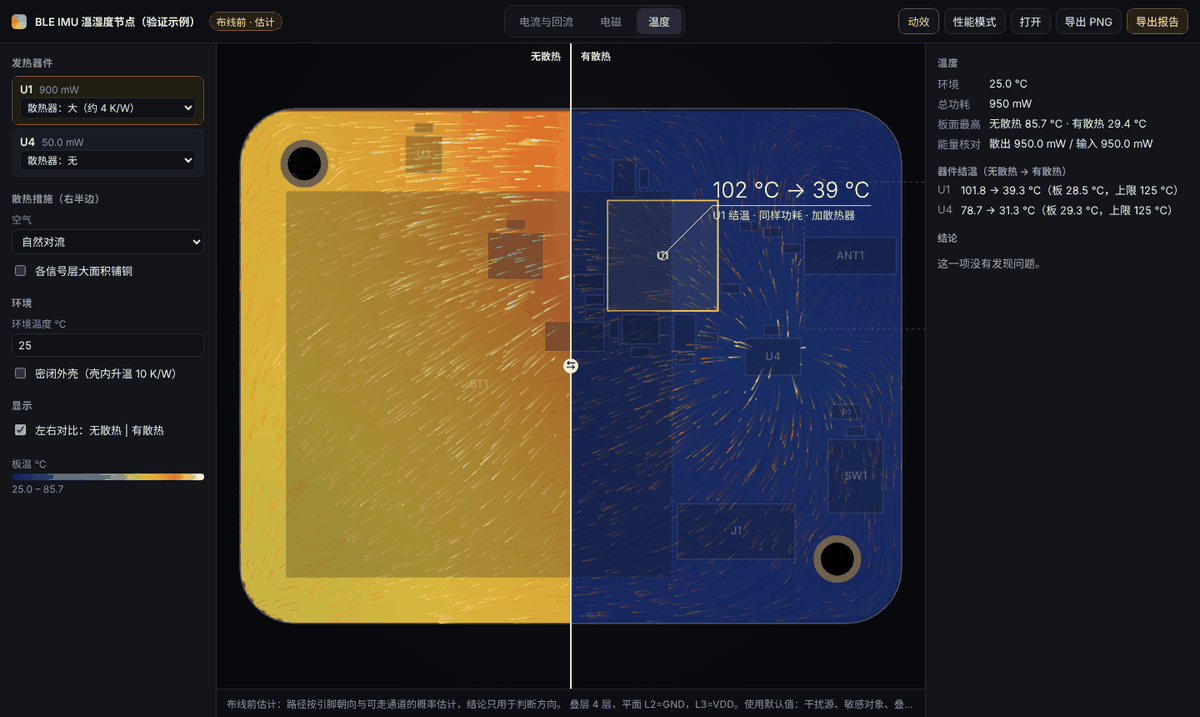 BLE IMU 温湿度节点（验证示例）
布线前 · 估计
电流与回流
电磁
温度
动效
性能模式
打开
导出 PNG
导出报告
发热器件
U1 900 mW
散热器：大（约 4 K/W）
U4 50.0 mW
散热器：无
散热措施（右半边）
空气
自然对流
各信号层大面积铺铜
环境
环境温度 °C
25
密闭外壳（壳内升温 10 K/W）
显示
左右对比：无散热 | 有散热
板温 °C
25.0 – 85.7
无散热
有散热
U3
102 °C → 39 °C
U1 结温 · 同样功耗 · 加散热器
U1
ANT1
U4
BT1
D1
SW1
J1
温度
环境 25.0 °C
总功耗 950 mW
板面最高 无散热 85.7 °C · 有散热 29.4 °C
能量核对 散出 950.0 mW / 输入 950.0 mW
器件结温（无散热 → 有散热）
U1 101.8 → 39.3 °C（板 28.5 °C，上限 125 °C）
U4 78.7 → 31.3 °C（板 29.3 °C，上限 125 °C）
结论
这一项没有发现问题。
布线前估计：路径按引脚朝向与可走通道的概率估计，结论只用于判断方向。 叠层 4 层，平面 L2=GND，L3=VDD。使用默认值：干扰源、敏感对象、叠…